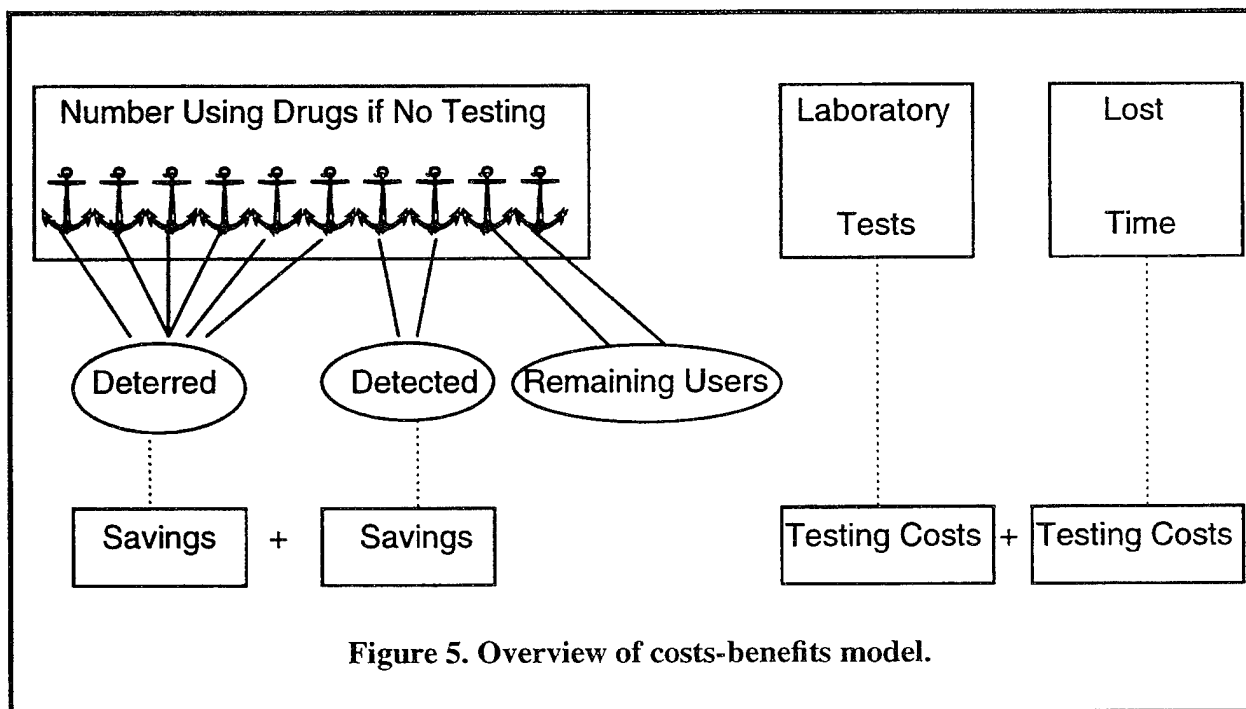 Number Using Drugs if No Testing
Laboratory
Tests
Lost
Time
Deterred
Detected
Remaining Users
Savings
+
Savings
Testing Costs
+
Testing Costs
Figure 5. Overview of costs-benefits model.